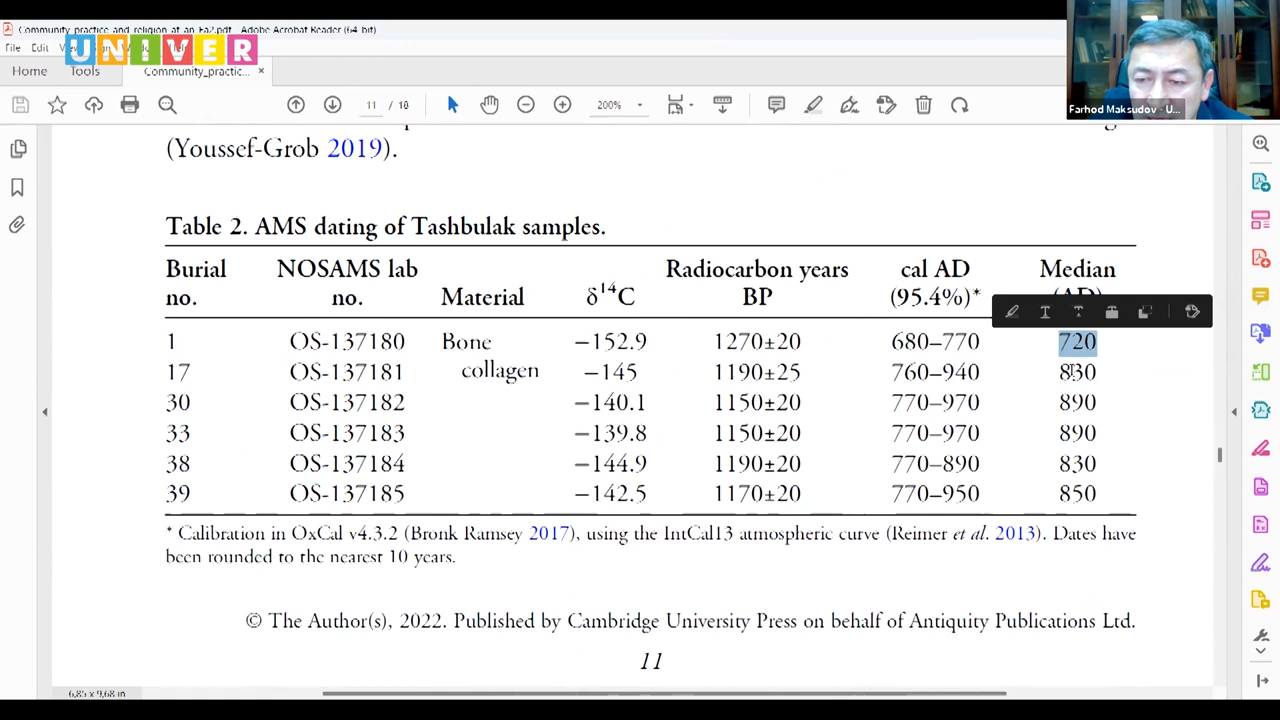 Community practice and religion at an Ea2.pdf - Adobe Acrobat Reader (64-bit)
UNIVER
File Edit
Home Tools Community_practic... ×
11 / 18 200%
Farhod Maksudov - U...
(Youssef-Grob 2019).
Table 2. AMS dating of Tashbulak samples.
Burial NOSAMS lab Radiocarbon years cal AD Median
no. no. Material δ¹⁴C BP (95.4%)* (AD)
1 OS-137180 Bone −152.9 1270±20 680–770 720
17 OS-137181 collagen −145 1190±25 760–940 830
30 OS-137182 −140.1 1150±20 770–970 890
33 OS-137183 −139.8 1150±20 770–970 890
38 OS-137184 −144.9 1190±20 770–890 830
39 OS-137185 −142.5 1170±20 770–950 850
* Calibration in OxCal v4.3.2 (Bronk Ramsey 2017), using the IntCal13 atmospheric curve (Reimer et al. 2013). Dates have
been rounded to the nearest 10 years.
© The Author(s), 2022. Published by Cambridge University Press on behalf of Antiquity Publications Ltd.
11
6,85 x 9,68 in